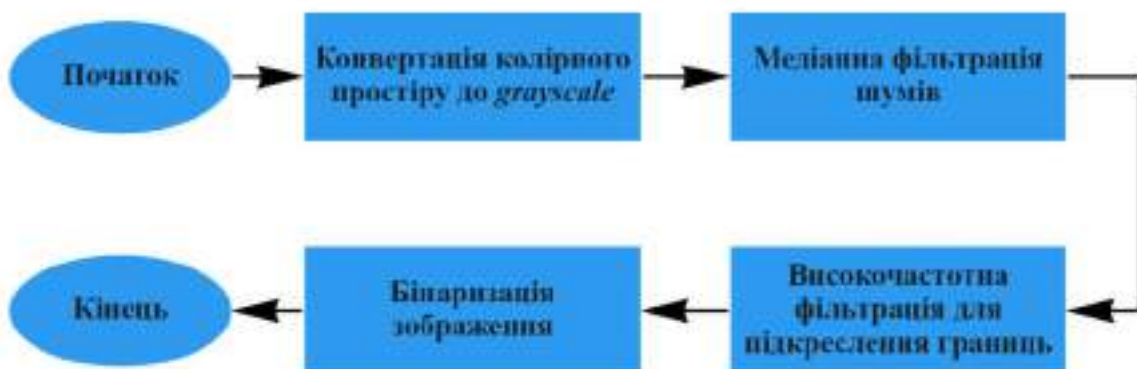 Початок
Конвертація колірного
простіру до grayscale
Медіанна фільтрація
шумів
Високочастотна
фільтрація для
підкреслення границь
Бінаризація
зображення
Кінець